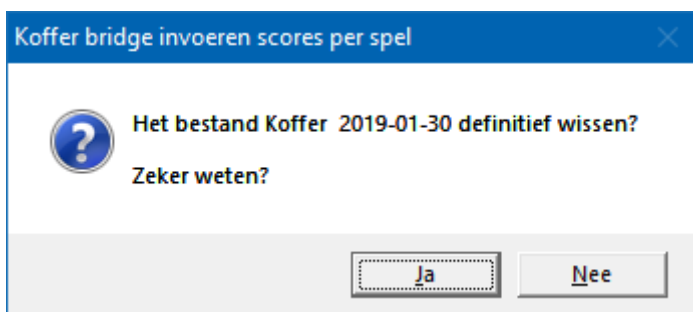 Koffer bridge invoeren scores per spel
Het bestand Koffer  2019-01-30 definitief wissen?
Zeker weten?
Ja
Nee